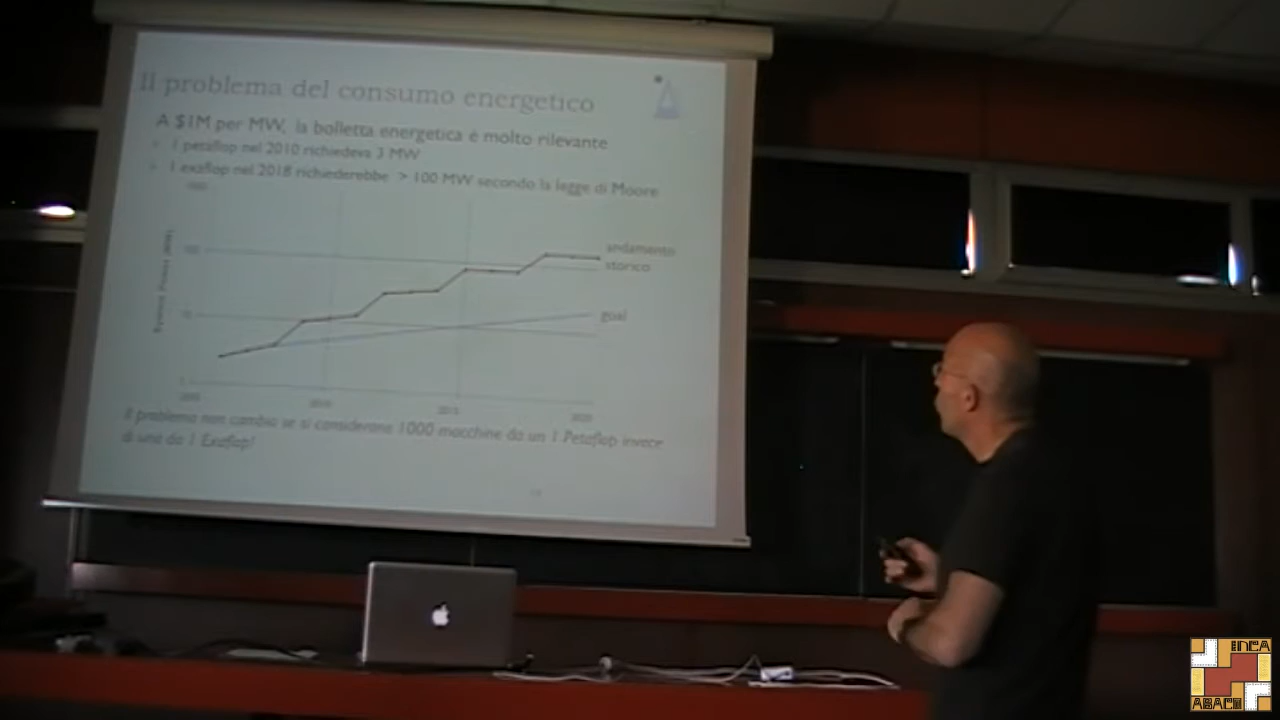 Il problema del consumo energetico
A $1M per MW, la bolletta energetica è molto rilevante
1 petaflop nel 2010 richiedeva 3 MW
1 exaflop nel 2018 richiederebbe > 100 MW secondo la legge di Moore
andamento
storico
goal
2010
2015
2020
Il problema non cambia se si considerano 1000 macchine da un 1 Petaflop invece
di una da 1 Exaflop!
INCA
ABACO